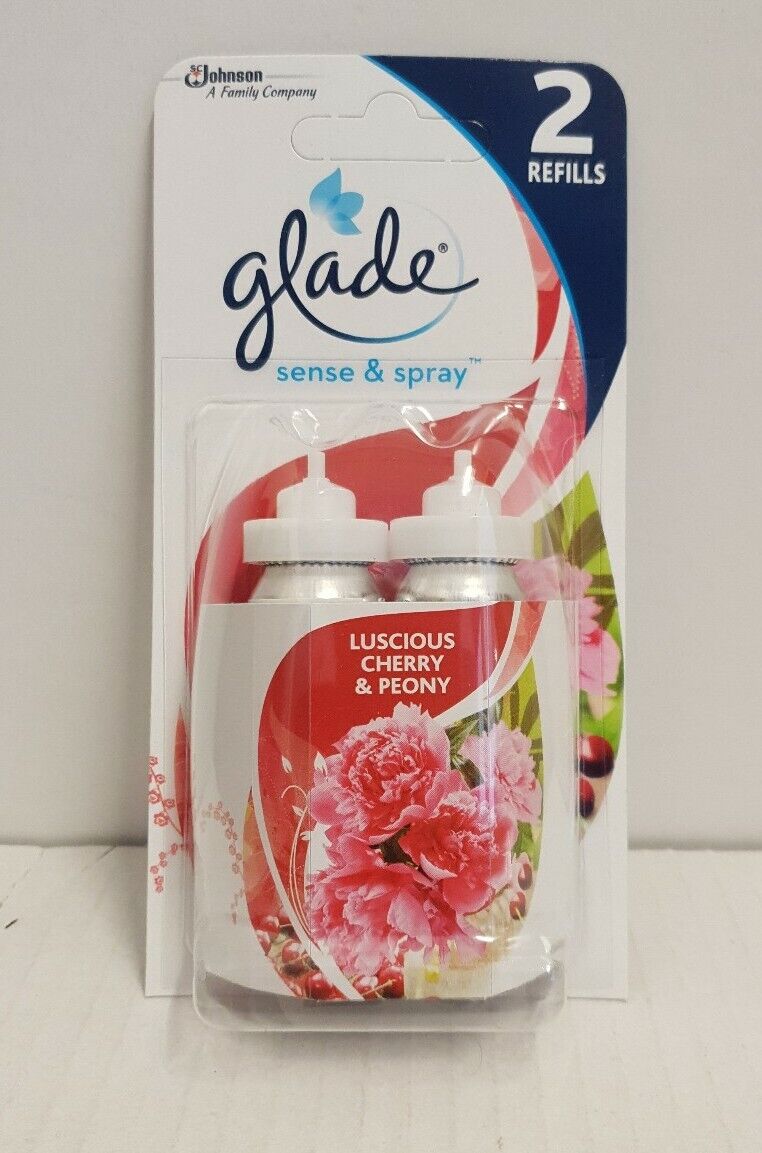 SC Johnson
A Family Company
2
REFILLS
glade®
sense & spray™
LUSCIOUS
CHERRY
& PEONY